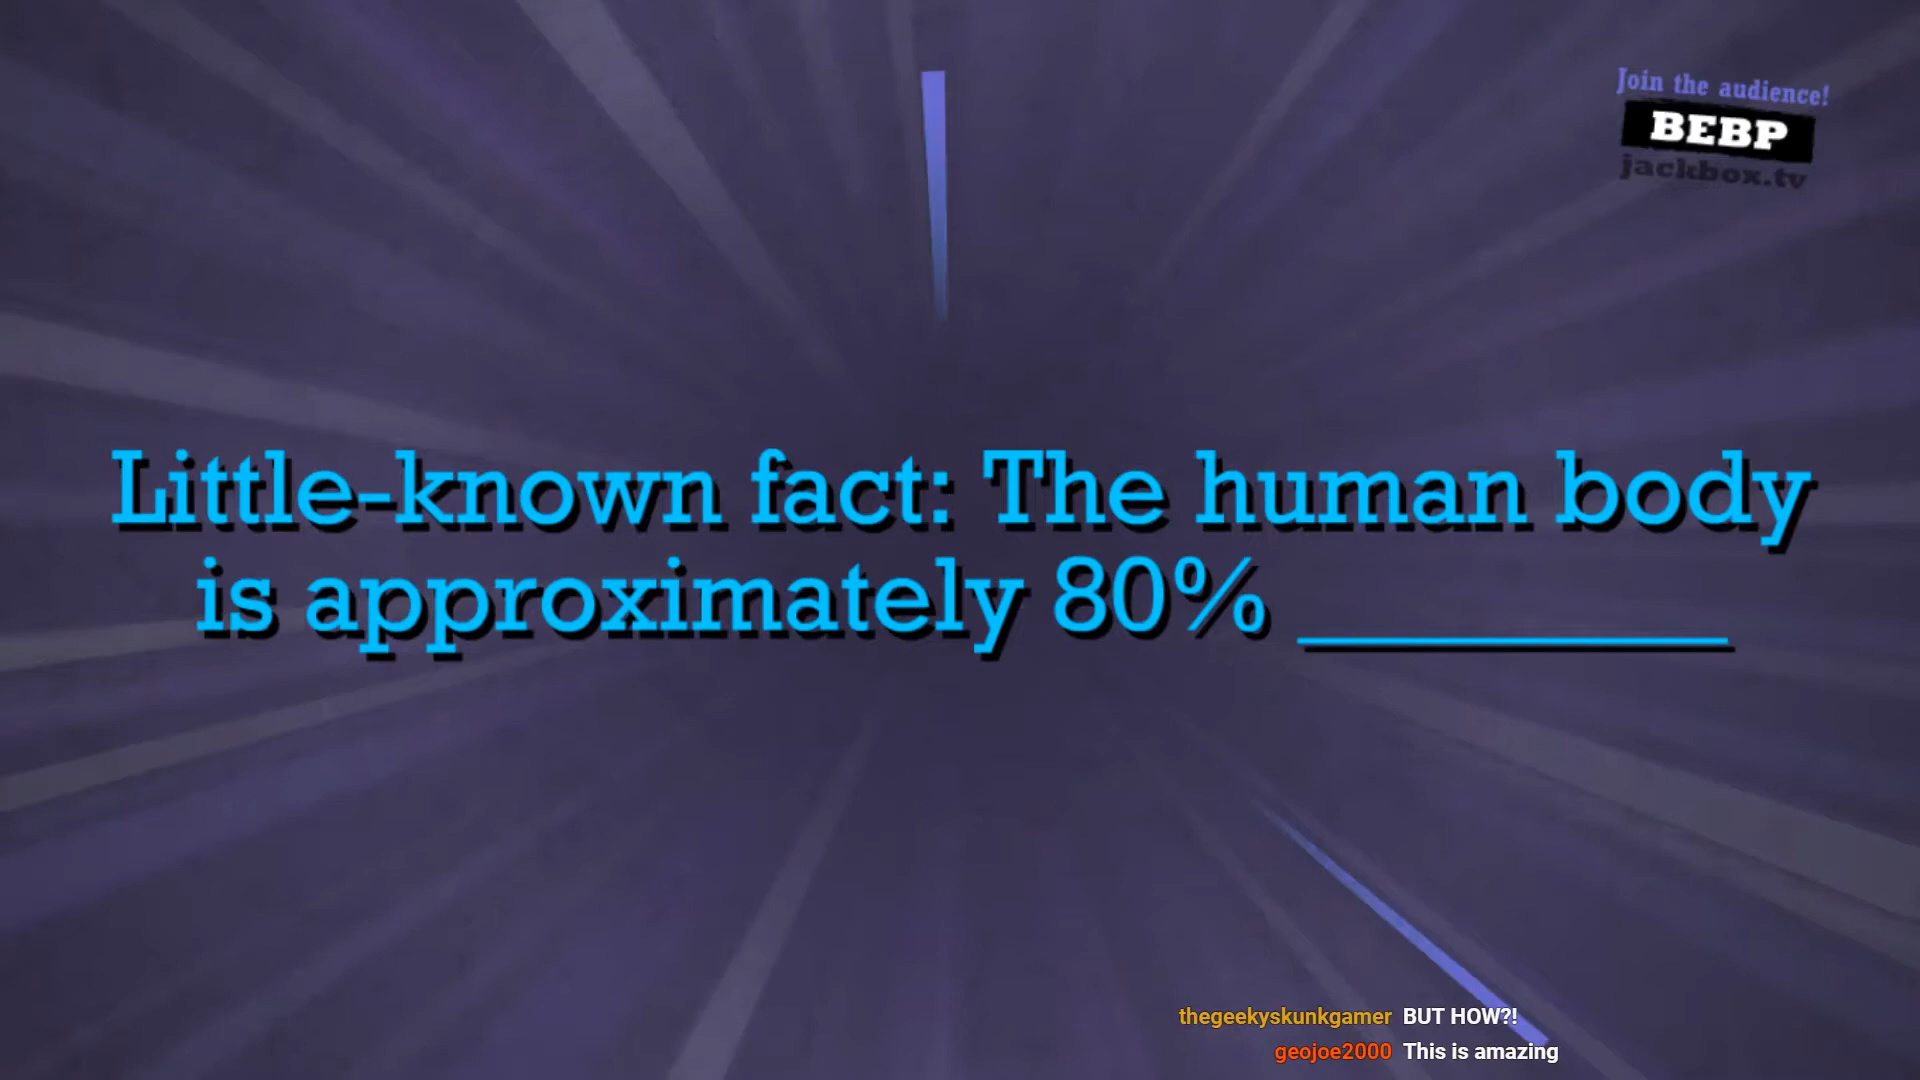 Join the audience!
BEBP
jackbox.tv
Little-known fact: The human body
is approximately 80% __________
thegeekyskunkgamer BUT HOW?!
geojoe2000 This is amazing